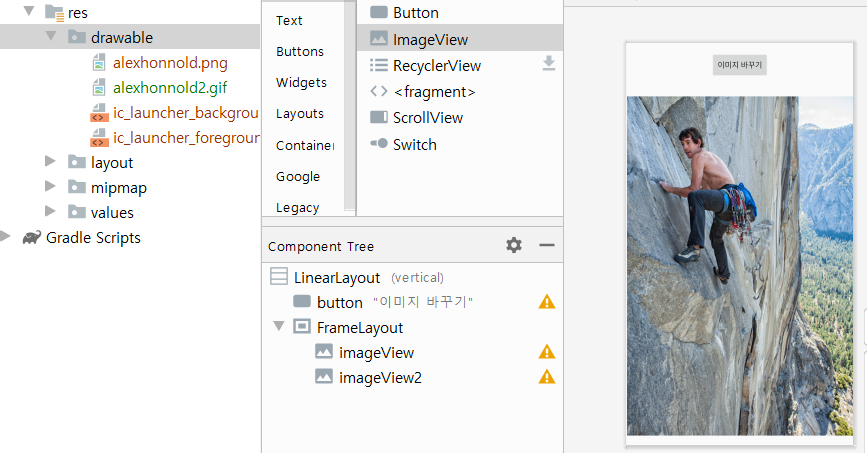 res
drawable
alexhonnold.png
alexhonnold2.gif
ic_launcher_backgrou
ic_launcher_foregroun
layout
mipmap
values
Gradle Scripts
Text
Buttons
Widgets
Layouts
Container
Google
Legacy
Button
ImageView
RecyclerView
<fragment>
ScrollView
Switch
Component Tree
LinearLayout (vertical)
button "이미지 바꾸기"
FrameLayout
imageView
imageView2
이미지 바꾸기